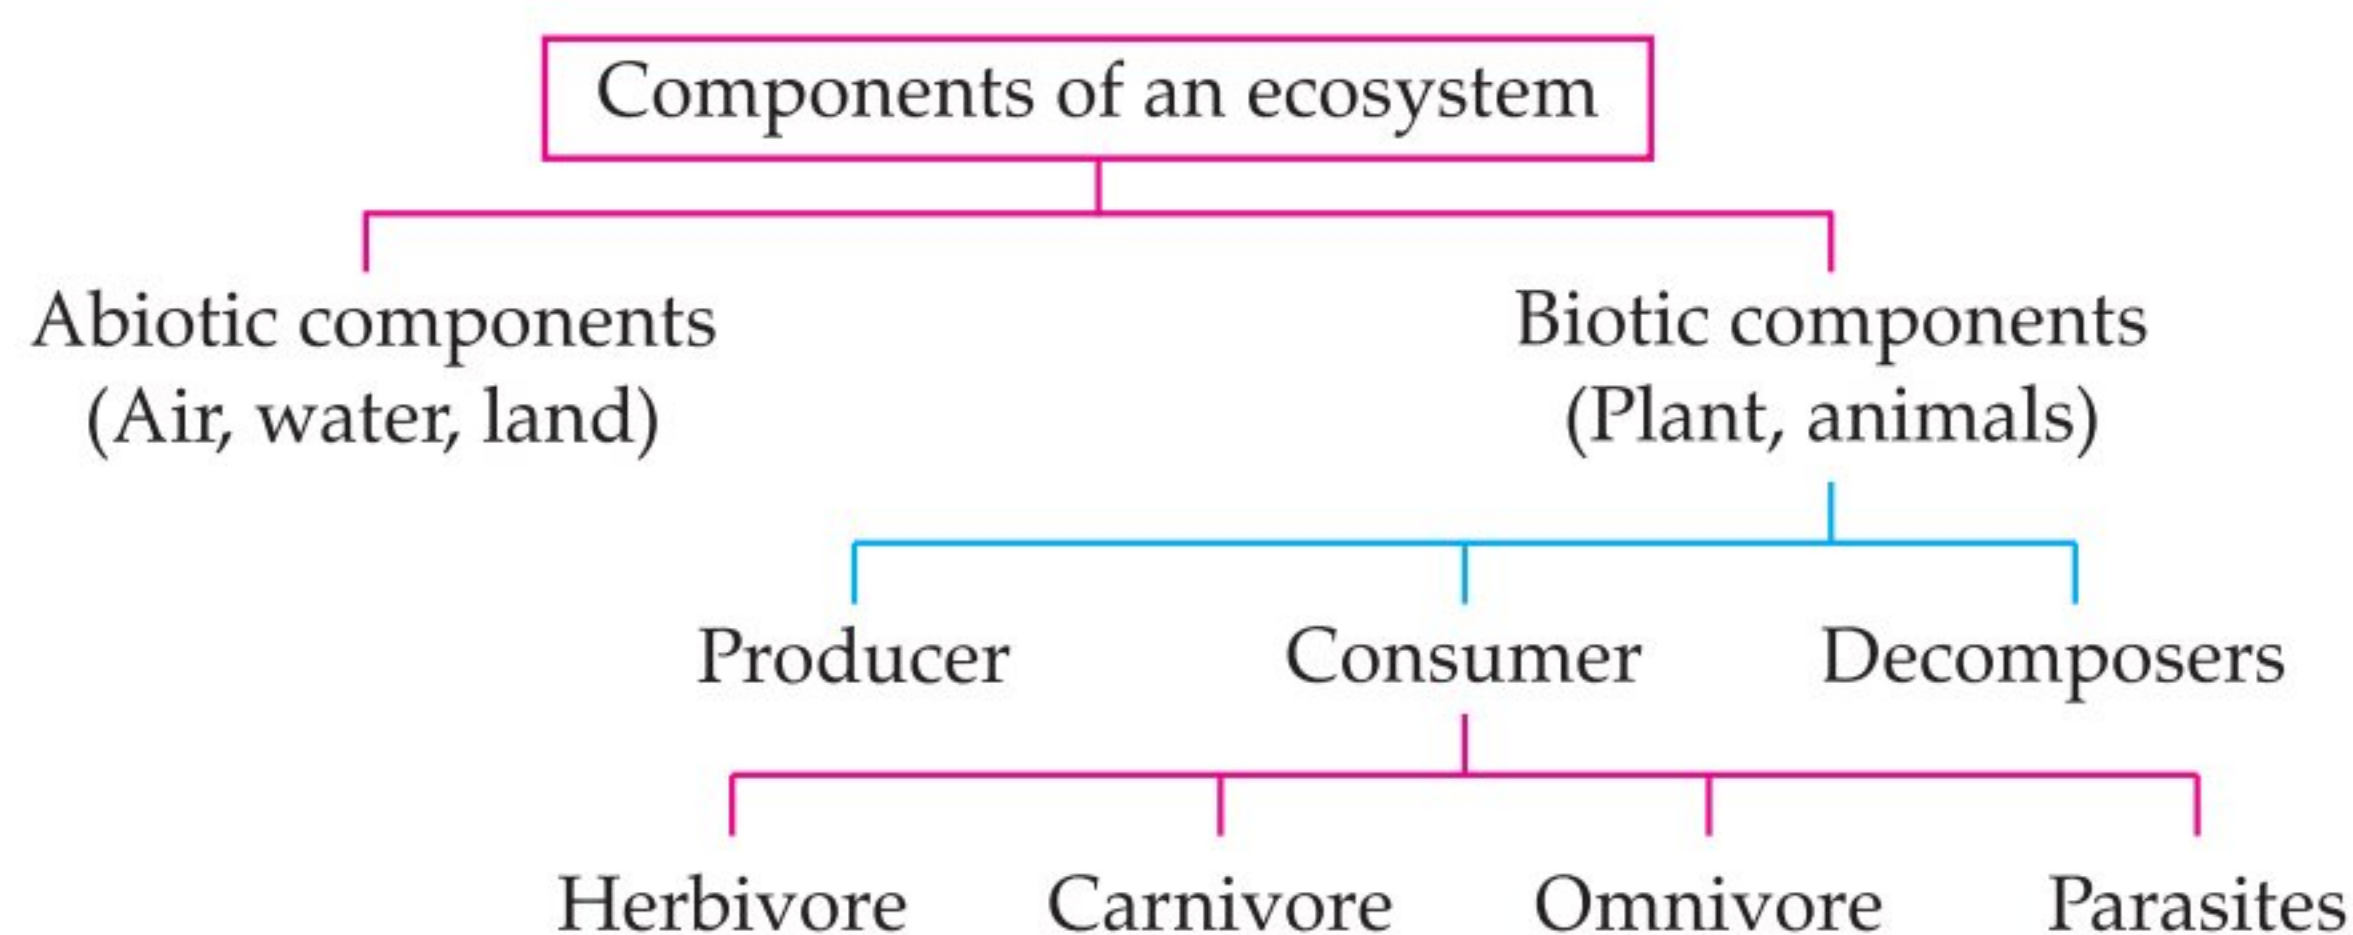 Components of an ecosystem
Abiotic components
(Air, water, land)
Biotic components
(Plant, animals)
Producer
Consumer
Decomposers
Herbivore
Carnivore
Omnivore
Parasites